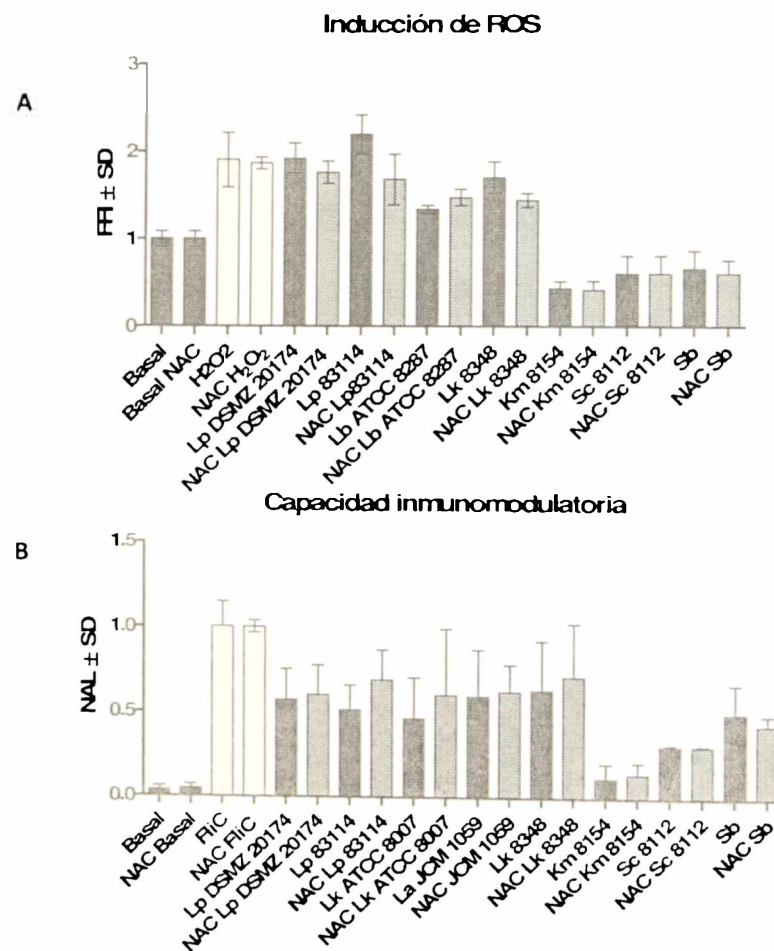 Inducción de ROS
A
3
2
1
0
RFI ± SD
Basal
Basal NAC
H2O2
NAC H₂O₂
Lp DSMZ 20174
NAC Lp DSMZ 20174
Lp 83114
NAC Lp83114
Lb ATCC 8287
NAC Lb ATCC 8287
Lk 8348
NAC Lk 8348
Km 8154
NAC Km 8154
Sc 8112
NAC Sc 8112
Sb
NAC Sb
Capacidad inmunomodulatoria
B
1.5
1.0
0.5
0.0
NAL ± SD
Basal
NAC Basal
FliC
NAC FliC
Lp DSMZ 20174
NAC Lp DSMZ 20174
Lp 83114
NAC Lp 83114
Lk ATCC 8007
NAC Lk ATCC 8007
La JCM 1059
NAC JCM 1059
Lk 8348
NAC Lk 8348
Km 8154
NAC Km 8154
Sc 8112
NAC Sc 8112
Sb
NAC Sb